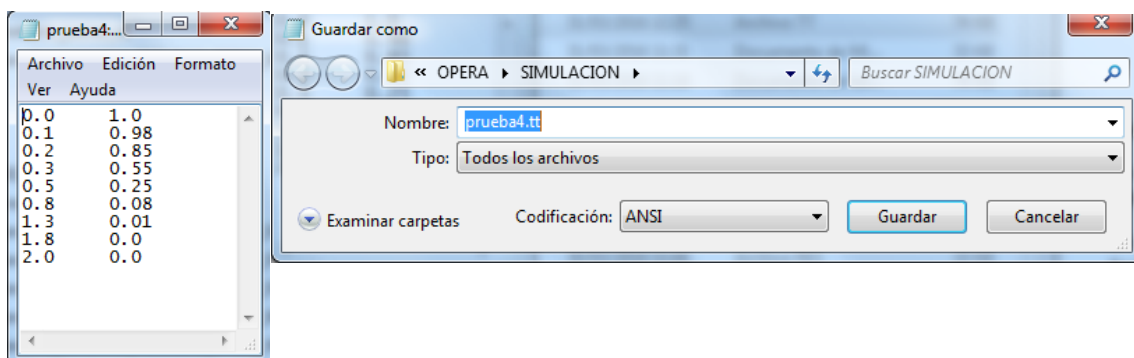 prueba4:...
Archivo Edición Formato
Ver Ayuda
0.0 1.0
0.1 0.98
0.2 0.85
0.3 0.55
0.5 0.25
0.8 0.08
1.3 0.01
1.8 0.0
2.0 0.0
Guardar como
« OPERA ▸ SIMULACION ▸
Buscar SIMULACION
Nombre: prueba4.tt
Tipo: Todos los archivos
Examinar carpetas Codificación: ANSI Guardar Cancelar